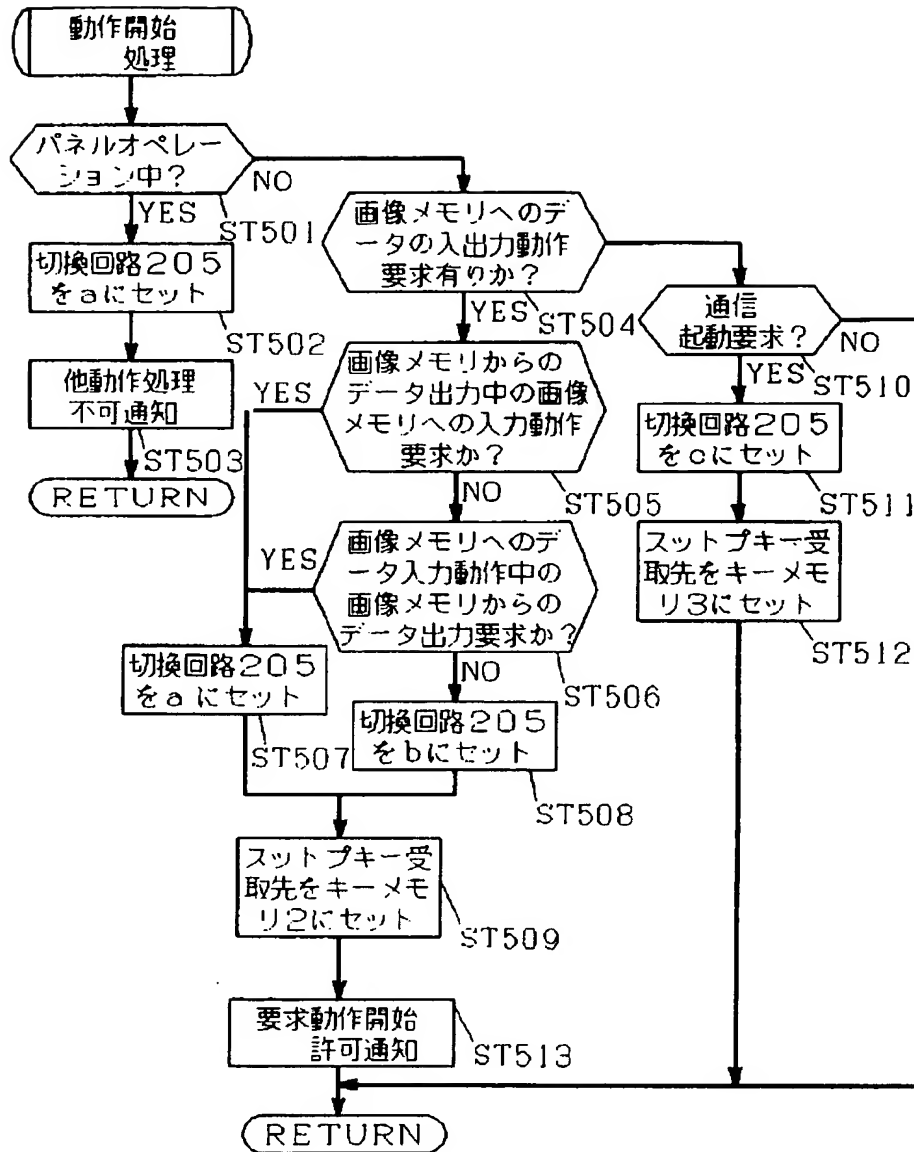 動作開始
処理
パネルオペレー
ション中?
NO
YES
ST501
切換回路205
をaにセット
ST502
他動作処理
不可通知
ST503
RETURN
画像メモリへのデ
ータの入出力動作
要求有りか?
YES
ST504
画像メモリからの
データ出力中の画像
メモリへの入力動作
要求か?
YES
NO
ST505
画像メモリへのデ
ータ入力動作中の
画像メモリからの
データ出力要求か?
YES
NO
ST506
切換回路205
をaにセット
ST507
切換回路205
をbにセット
ST508
スットプキー受
取先をキーメモ
リ2にセット
ST509
要求動作開始
許可通知
ST513
RETURN
通信
起動要求?
NO
YES
ST510
切換回路205
をcにセット
ST511
スットプキー受
取先をキーメモ
リ3にセット
ST512